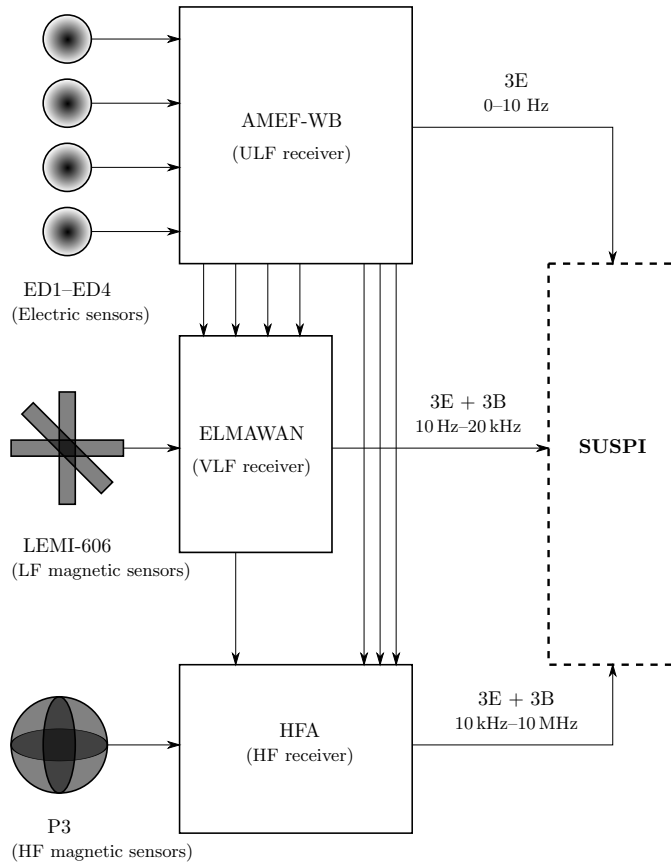 3E
0–10 Hz
AMEF-WB
(ULF receiver)
ED1–ED4
(Electric sensors)
3E + 3B
10 Hz–20 kHz
ELMAWAN
(VLF receiver)
SUSPI
LEMI-606
(LF magnetic sensors)
3E + 3B
10 kHz–10 MHz
HFA
(HF receiver)
P3
(HF magnetic sensors)